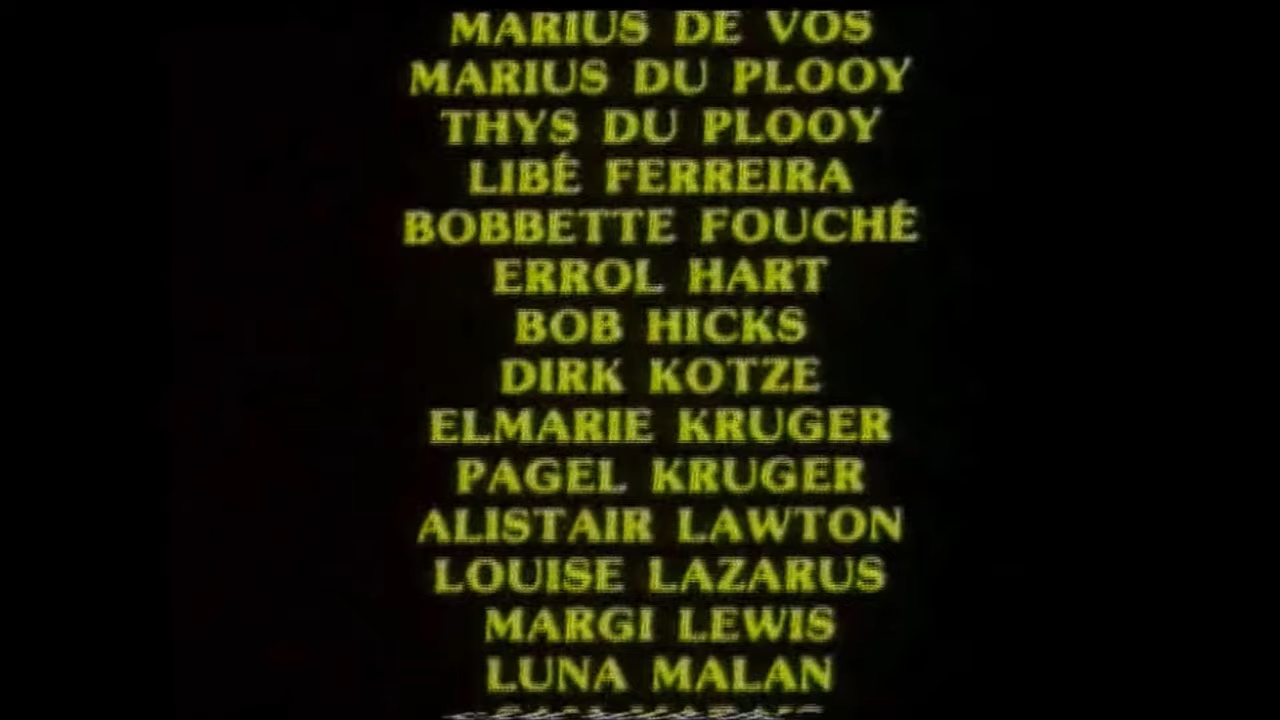 MARIUS DE VOS
MARIUS DU PLOOY
THYS DU PLOOY
LIBÉ FERREIRA
BOBBETTE FOUCHÉ
ERROL HART
BOB HICKS
DIRK KOTZE
ELMARIE KRUGER
PAGEL KRUGER
ALISTAIR LAWTON
LOUISE LAZARUS
MARGI LEWIS
LUNA MALAN